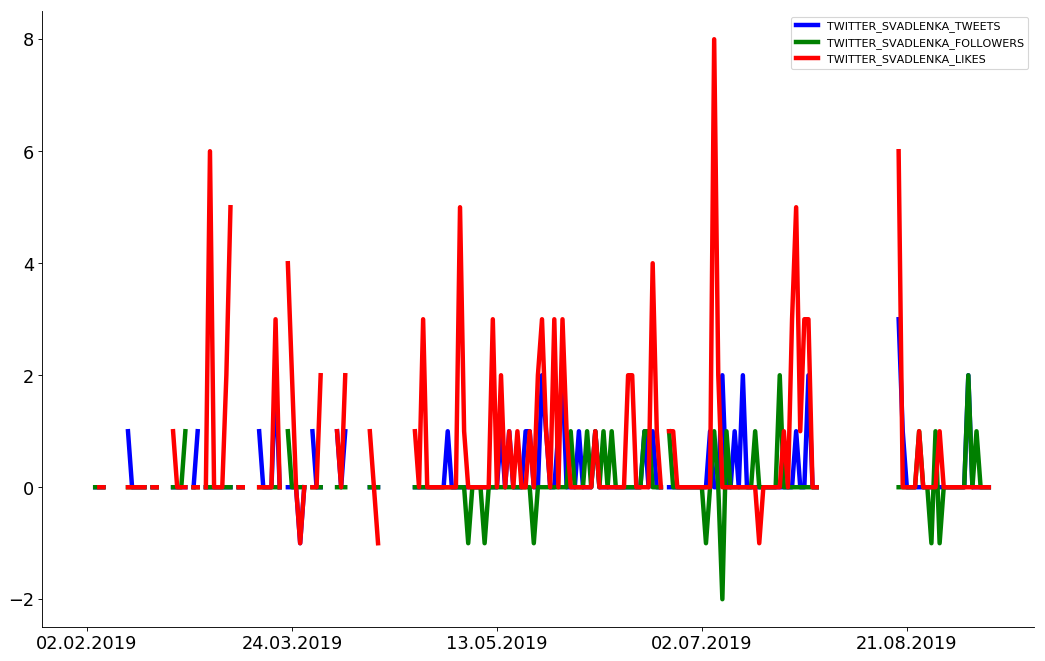 TWITTER_SVADLENKA_TWEETS
TWITTER_SVADLENKA_FOLLOWERS
TWITTER_SVADLENKA_LIKES
8
6
4
2
0
−2
02.02.2019 24.03.2019 13.05.2019 02.07.2019 21.08.2019